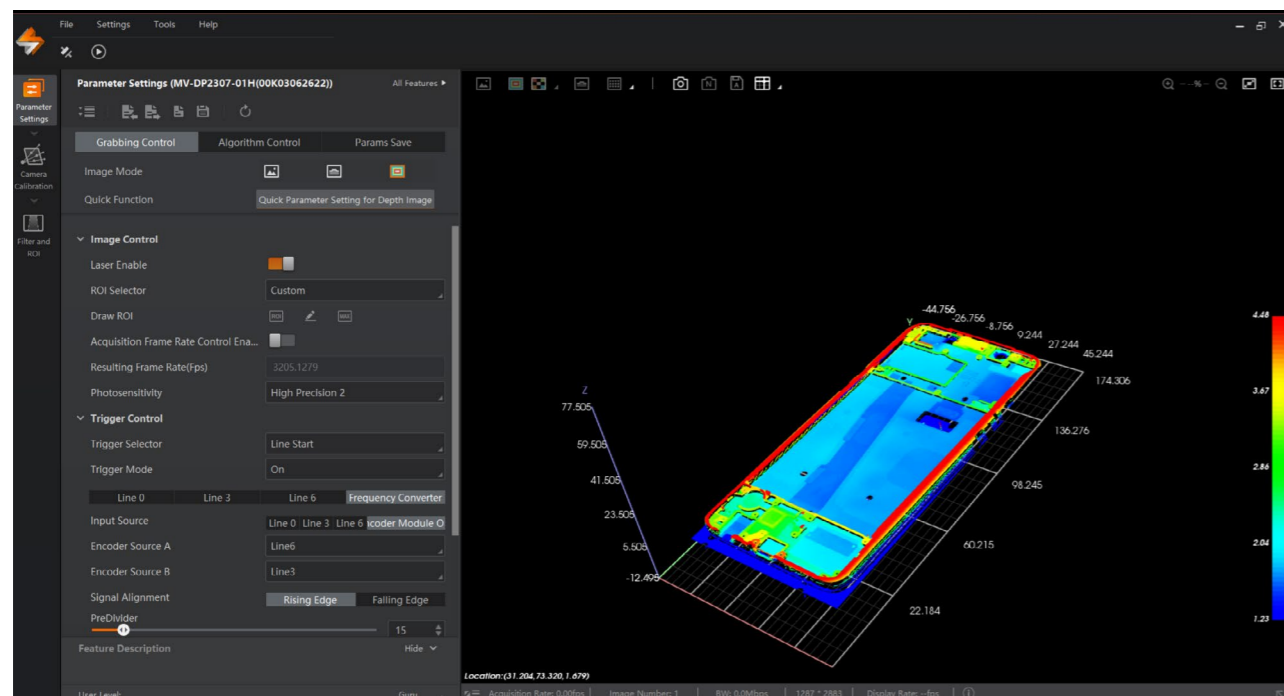 File Settings Tools Help
Parameter Settings (MV-DP2307-01H(00K03062622)) All Features
Parameter
Settings
Camera
Calibration
Filter and
ROI
Grabbing Control Algorithm Control Params Save
Image Mode
Quick Function Quick Parameter Setting for Depth Image
Image Control
Laser Enable
ROI Selector Custom
Draw ROI
Acquisition Frame Rate Control Ena...
Resulting Frame Rate(Fps) 3205.1279
Photosensitivity High Precision 2
Trigger Control
Trigger Selector Line Start
Trigger Mode On
Line 0 Line 3 Line 6 Frequency Converter
Input Source Line 0 Line 3 Line 6 ncoder Module O
Encoder Source A Line6
Encoder Source B Line3
Signal Alignment Rising Edge Falling Edge
PreDivider
15
Feature Description Hide
User Level: Guru
--%--
-44.756
-26.756
-8.756
9.244
27.244
45.244
Y
174.306
136.276
98.245
60.215
22.184
Z
77.505
59.505
41.505
23.505
5.505
-12.495
4.48
3.67
2.86
2.04
1.23
Location:(31.204,73.320,1.679)
Acquisition Rate: 0.00fps | Image Number: 1 | BW: 0.0Mbps | 1287 * 2883 | Display Rate: --fps